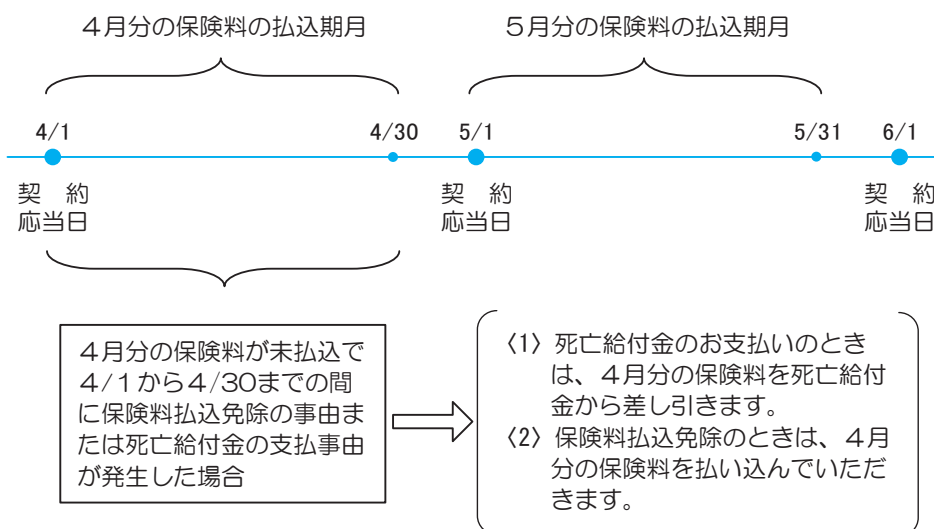 4月分の保険料の払込期月
5月分の保険料の払込期月
4/1
4/30
5/1
5/31
6/1
契　約
応当日
契　約
応当日
契　約
応当日
4月分の保険料が未払込で
4/1から4/30までの間
に保険料払込免除の事由ま
たは死亡給付金の支払事由
が発生した場合
〈1〉死亡給付金のお支払いのとき
は、4月分の保険料を死亡給付
金から差し引きます。
〈2〉保険料払込免除のときは、4月
分の保険料を払い込んでいただ
きます。